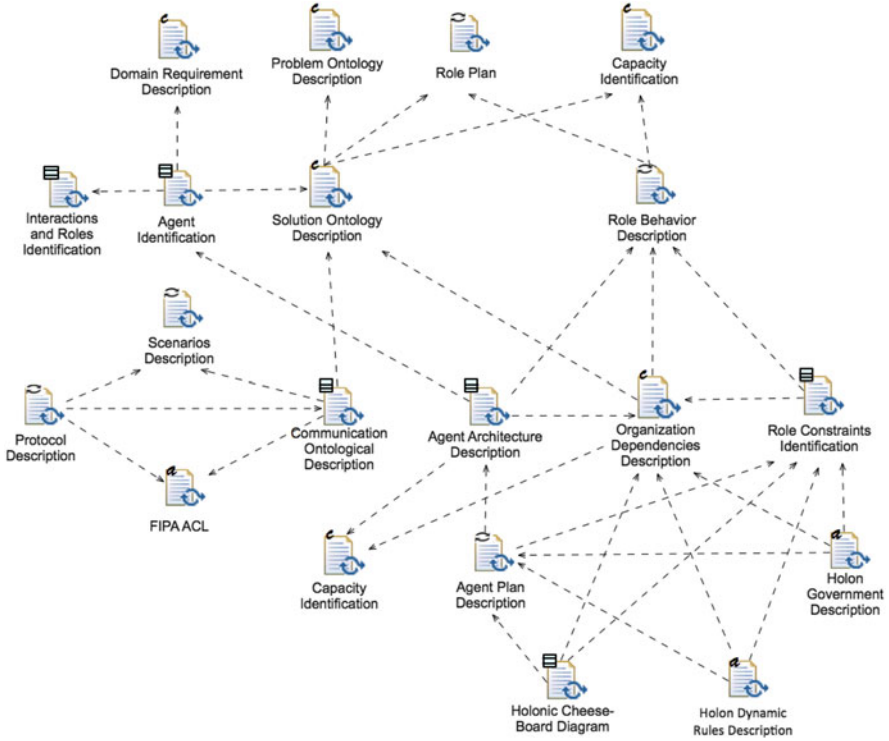 Domain Requirement
Description
Problem Ontology
Description
Role Plan
Capacity
Identification
Interactions
and Roles
Identification
Agent
Identification
Solution Ontology
Description
Role Behavior
Description
Scenarios
Description
Protocol
Description
Communication
Ontological
Description
Agent Architecture
Description
Organization
Dependencies
Description
Role Constraints
Identification
FIPA ACL
Capacity
Identification
Agent Plan
Description
Holon
Government
Description
Holonic Cheese-
Board Diagram
Holon Dynamic
Rules Description
c
c
c
c
c
c
a
a
a